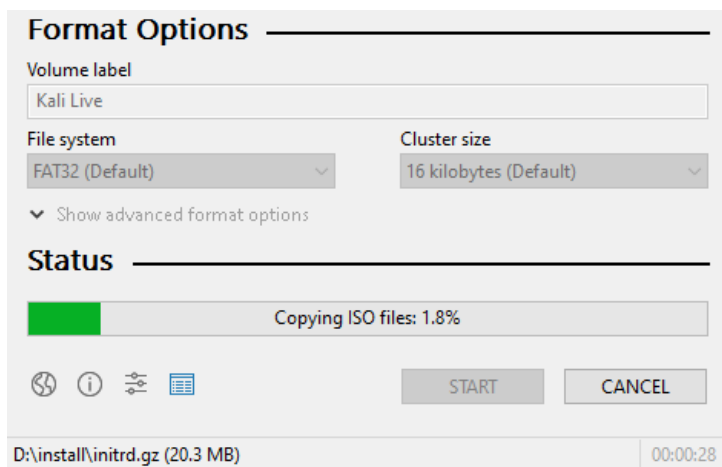 Format Options
Volume label
Kali Live
File system Cluster size
FAT32 (Default) 16 kilobytes (Default)
Show advanced format options
Status
Copying ISO files: 1.8%
START CANCEL
D:\install\initrd.gz (20.3 MB) 00:00:28